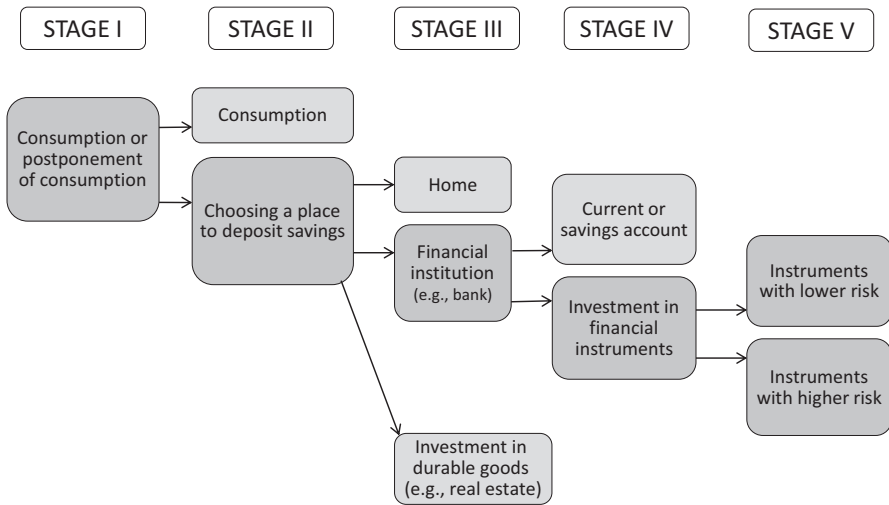 STAGE I
STAGE II
STAGE III
STAGE IV
STAGE V
Consumption or
postponement
of consumption
Consumption
Choosing a place
to deposit savings
Home
Financial
institution
(e.g., bank)
Investment in
durable goods
(e.g., real estate)
Current or
savings account
Investment in
financial
instruments
Instruments
with lower risk
Instruments
with higher risk